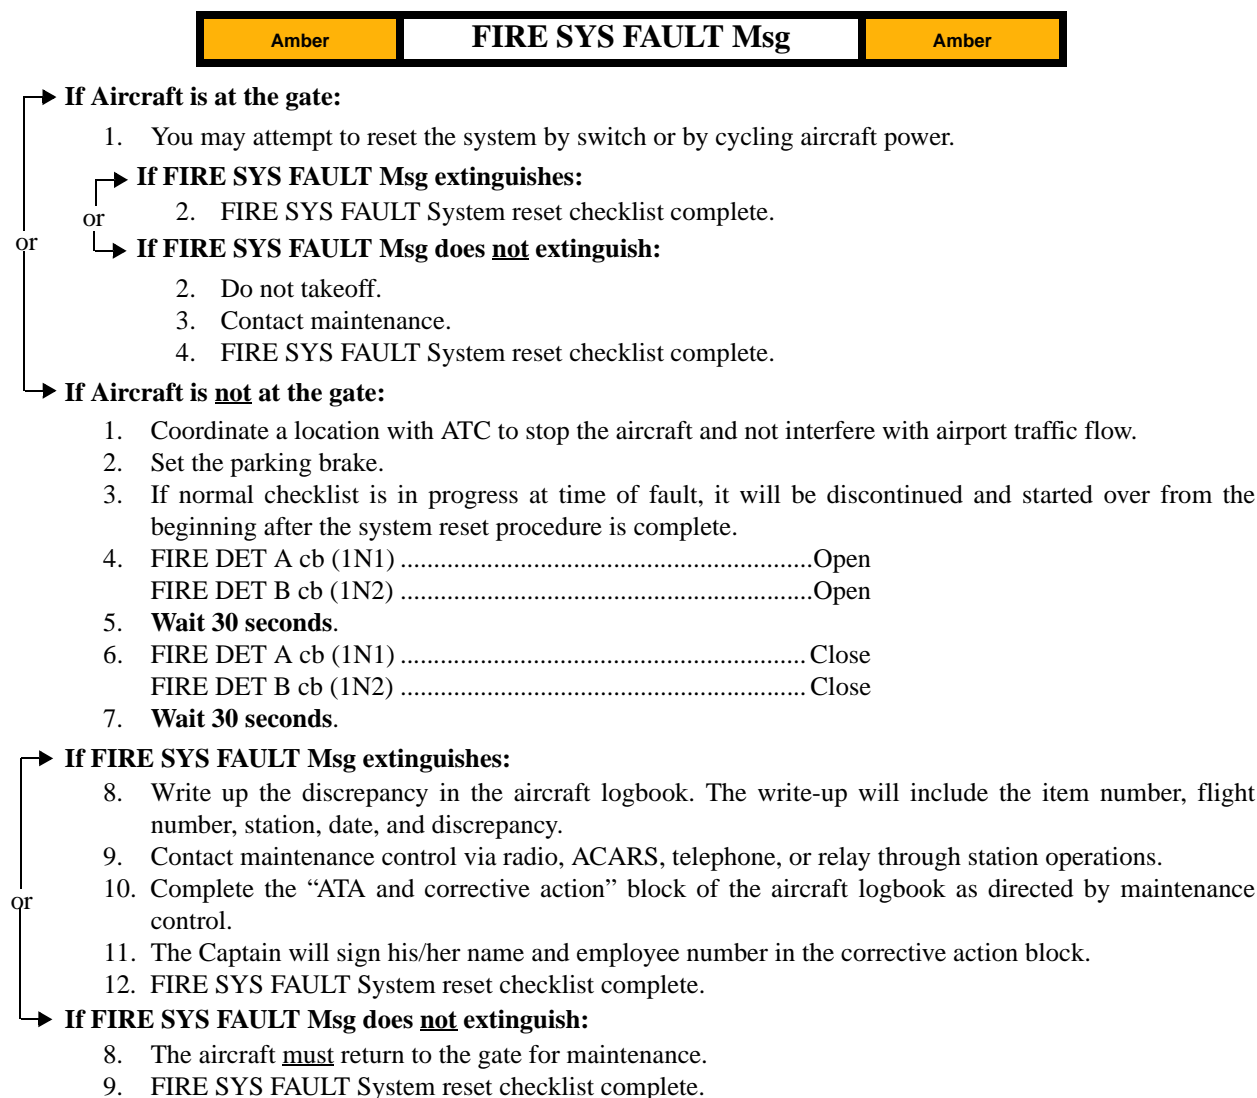 Amber FIRE SYS FAULT Msg Amber
If Aircraft is at the gate:
1. You may attempt to reset the system by switch or by cycling aircraft power.
If FIRE SYS FAULT Msg extinguishes:
or 2. FIRE SYS FAULT System reset checklist complete.
or If FIRE SYS FAULT Msg does not extinguish:
2. Do not takeoff.
3. Contact maintenance.
4. FIRE SYS FAULT System reset checklist complete.
If Aircraft is not at the gate:
1. Coordinate a location with ATC to stop the aircraft and not interfere with airport traffic flow.
2. Set the parking brake.
3. If normal checklist is in progress at time of fault, it will be discontinued and started over from the
beginning after the system reset procedure is complete.
4. FIRE DET A cb (1N1) ..............................................................Open
FIRE DET B cb (1N2) ..............................................................Open
5. Wait 30 seconds.
6. FIRE DET A cb (1N1) ............................................................. Close
FIRE DET B cb (1N2) ............................................................. Close
7. Wait 30 seconds.
If FIRE SYS FAULT Msg extinguishes:
8. Write up the discrepancy in the aircraft logbook. The write-up will include the item number, flight
number, station, date, and discrepancy.
9. Contact maintenance control via radio, ACARS, telephone, or relay through station operations.
or 10. Complete the “ATA and corrective action” block of the aircraft logbook as directed by maintenance
control.
11. The Captain will sign his/her name and employee number in the corrective action block.
12. FIRE SYS FAULT System reset checklist complete.
If FIRE SYS FAULT Msg does not extinguish:
8. The aircraft must return to the gate for maintenance.
9. FIRE SYS FAULT System reset checklist complete.